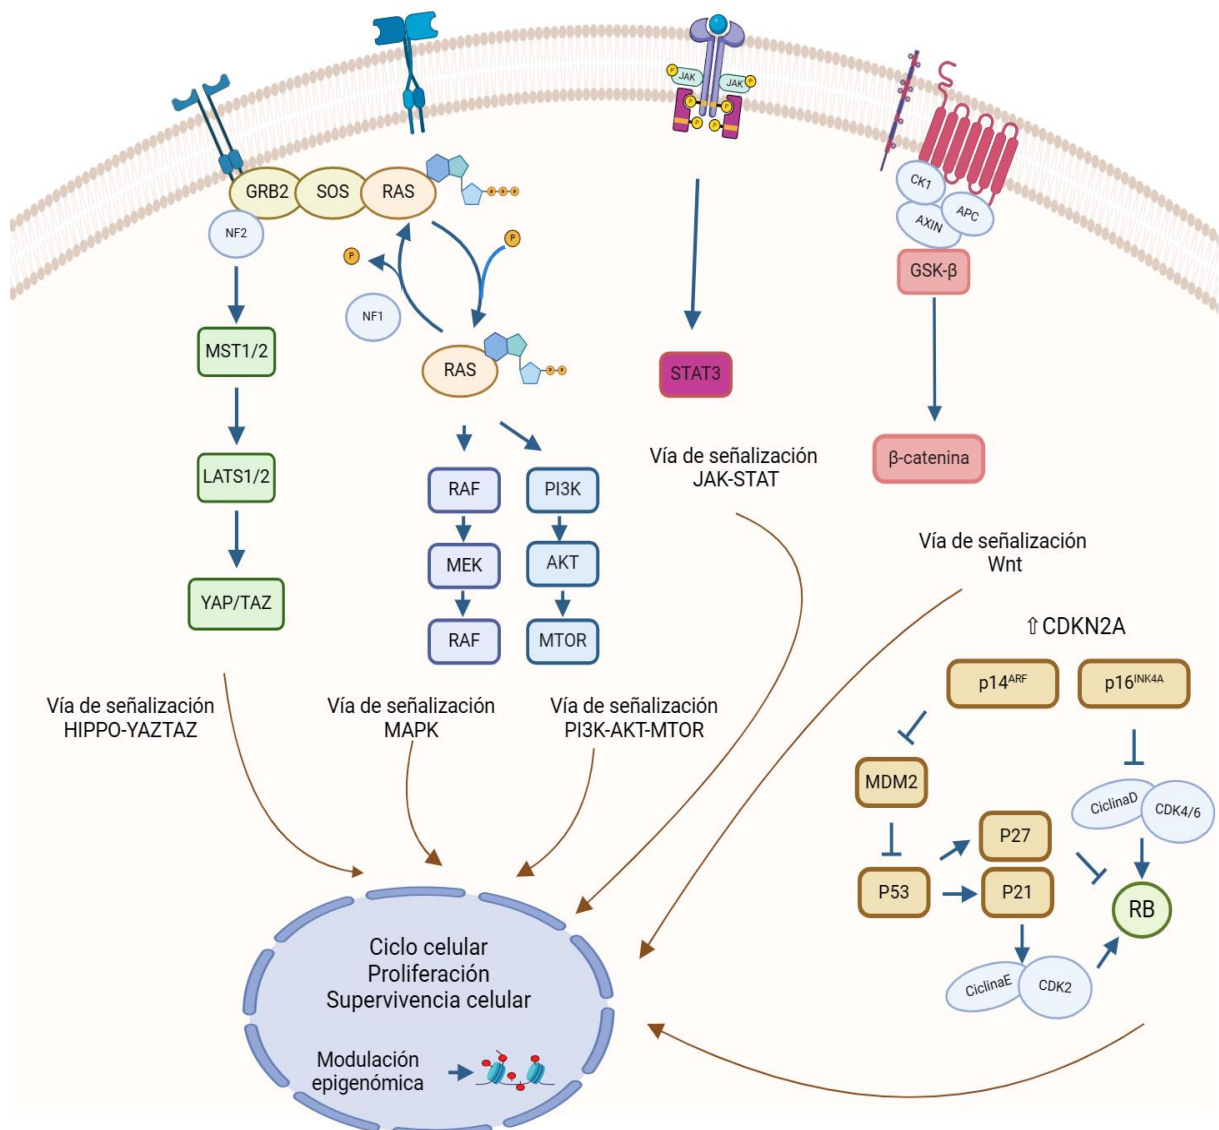 P
P
JAK
JAK
P
P
P
P
P
GRB2
SOS
RAS
P
P
P
NF2
P
P
NF1
CK1
AXIN
APC
GSK-β
MST1/2
RAS
P
P
STAT3
LATS1/2
RAF
PI3K
Vía de señalización
JAK-STAT
β-catenina
MEK
AKT
Vía de señalización
Wnt
YAP/TAZ
RAF
MTOR
⇧CDKN2A
p14ARF
p16INK4A
Vía de señalización
HIPPO-YAZTAZ
Vía de señalización
MAPK
Vía de señalización
PI3K-AKT-MTOR
MDM2
CiclinaD
CDK4/6
P27
P53
P21
RB
CiclinaE
CDK2
Ciclo celular
Proliferación
Supervivencia celular
Modulación
epigenómica